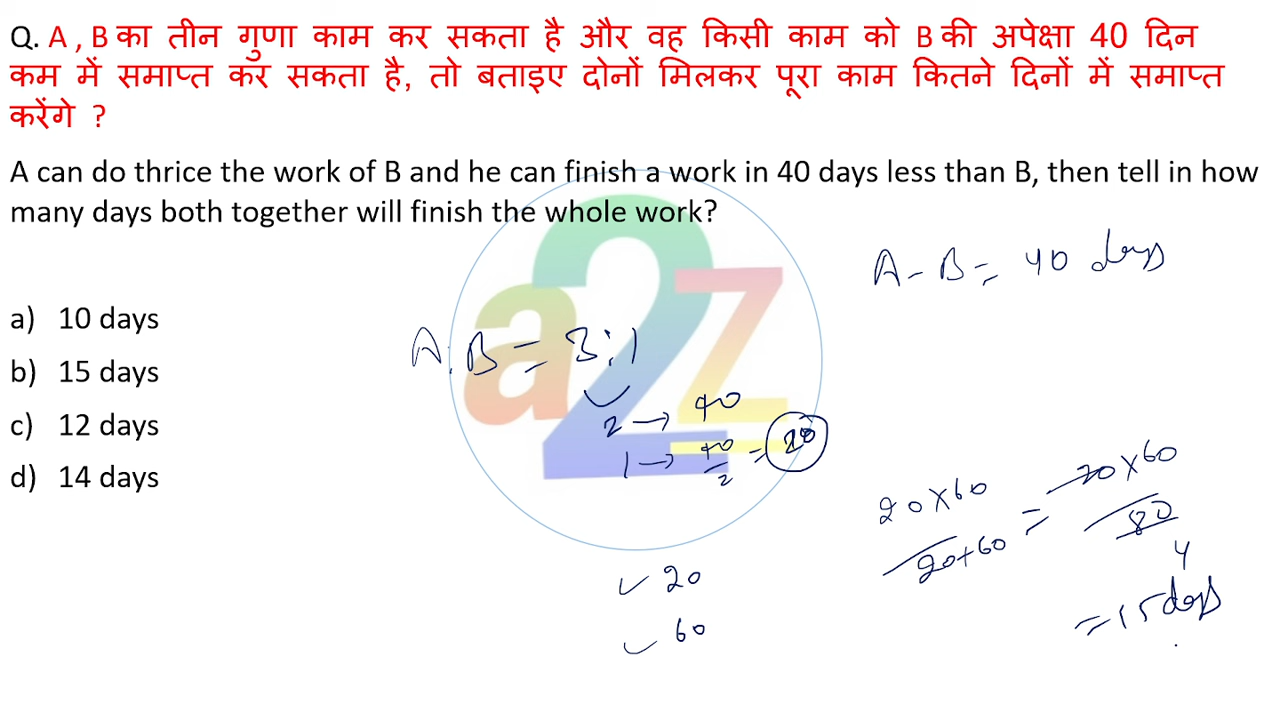 Q. A , B का तीन गुणा काम कर सकता है और वह किसी काम को B की अपेक्षा 40 दिन
कम में समाप्त कर सकता है, तो बताइए दोनों मिलकर पूरा काम कितने दिनों में समाप्त
करेंगे ?
A can do thrice the work of B and he can finish a work in 40 days less than B, then tell in how
many days both together will finish the whole work?
A - B = 40 days
a) 10 days
b) 15 days
c) 12 days
d) 14 days
A : B = 3 : 1
2 → 40
1 → 40/2 = 20
20
60
20×60/20+60 = 20×60/80
4
= 15 days
a2z